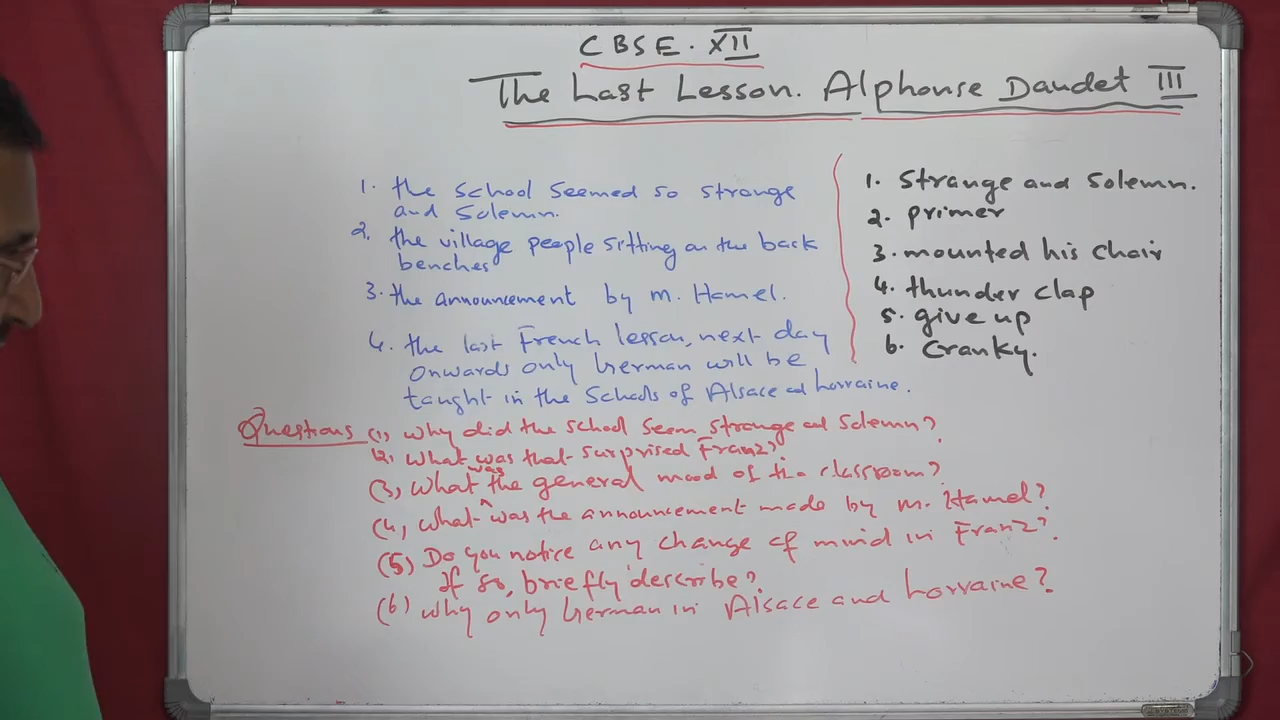 CBSE. XII
The Last Lesson. Alphonse Daudet III
1. the school seemed so strange
and Solemn.
2. the village people sitting on the back
benches
3. the announcement by M. Hamel.
4. the last French lesson, next day
onwards only German will be
taught in the Schools of Alsace and Lorraine.
1. Strange and Solemn.
2. primer
3. mounted his chair
4. thunder clap
5. give up
6. Cranky.
Questions (1) Why did the school seem strange and Solemn?
(2) What was that surprised Franz?
(3) What was the general mood of the classroom?
(4) What was the announcement made by M. Hamel?
(5) Do you notice any change of mind in Franz?
If so, briefly describe?
(6) Why only German in Alsace and Lorraine?